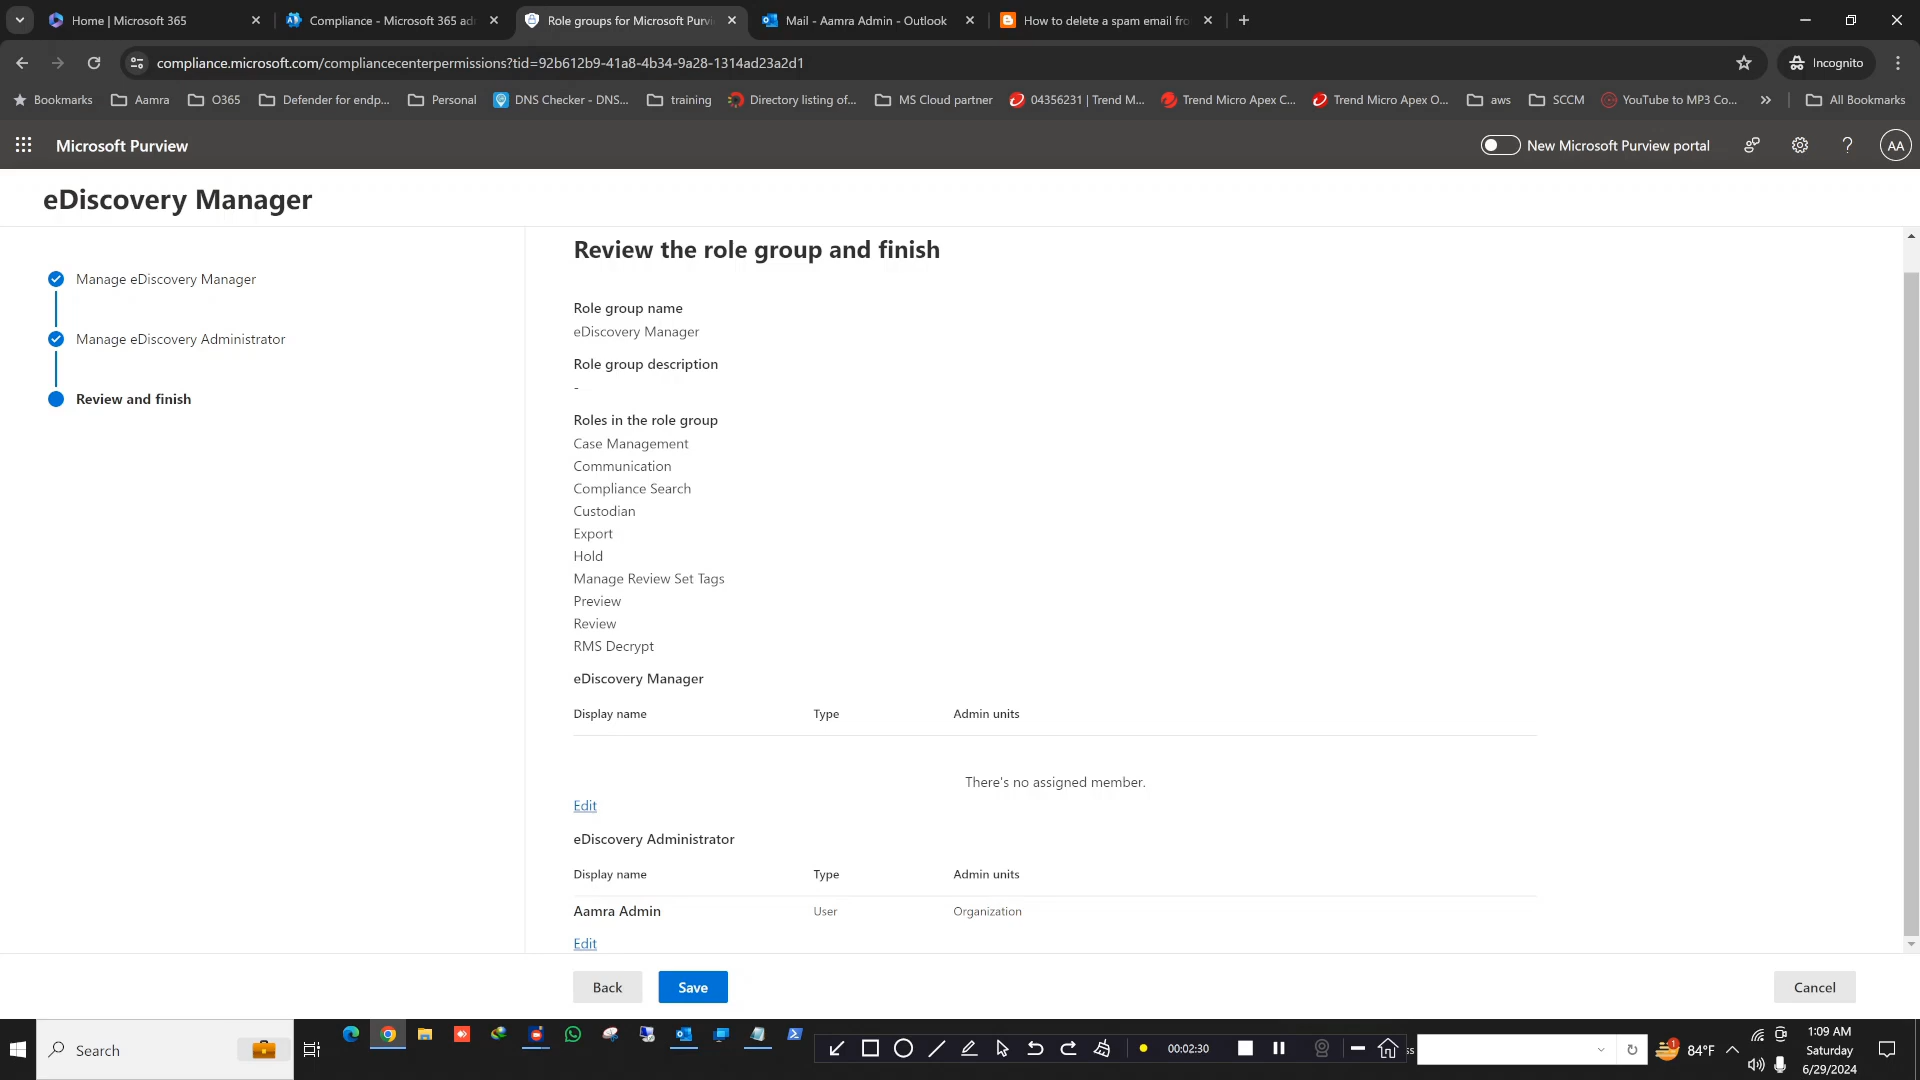 Home | Microsoft 365
Compliance - Microsoft 365 ad
Role groups for Microsoft Purvi
Mail - Aamra Admin - Outlook
How to delete a spam email fro
compliance.microsoft.com/compliancecenterpermissions?tid=92b612b9-41a8-4b34-9a28-1314ad23a2d1
Incognito
Bookmarks
Aamra
O365
Defender for endp...
Personal
DNS Checker - DNS...
training
Directory listing of...
MS Cloud partner
04356231 | Trend M...
Trend Micro Apex C...
Trend Micro Apex O...
aws
SCCM
YouTube to MP3 Co...
All Bookmarks
Microsoft Purview
New Microsoft Purview portal
AA
eDiscovery Manager
Manage eDiscovery Manager
Manage eDiscovery Administrator
Review and finish
Review the role group and finish
Role group name
eDiscovery Manager
Role group description
-
Roles in the role group
Case Management
Communication
Compliance Search
Custodian
Export
Hold
Manage Review Set Tags
Preview
Review
RMS Decrypt
eDiscovery Manager
Display name Type Admin units
There's no assigned member.
Edit
eDiscovery Administrator
Display name Type Admin units
Aamra Admin User Organization
Edit
Back
Save
Cancel
Search
00:02:30
ss
1
84°F
1:09 AM
Saturday
6/29/2024